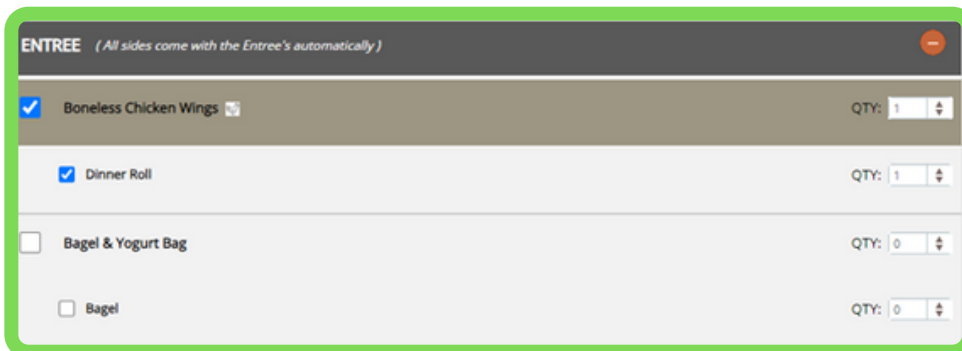 ENTREE ( All sides come with the Entree's automatically )
Boneless Chicken Wings QTY: 1
Dinner Roll QTY: 1
Bagel & Yogurt Bag QTY: 0
Bagel QTY: 0